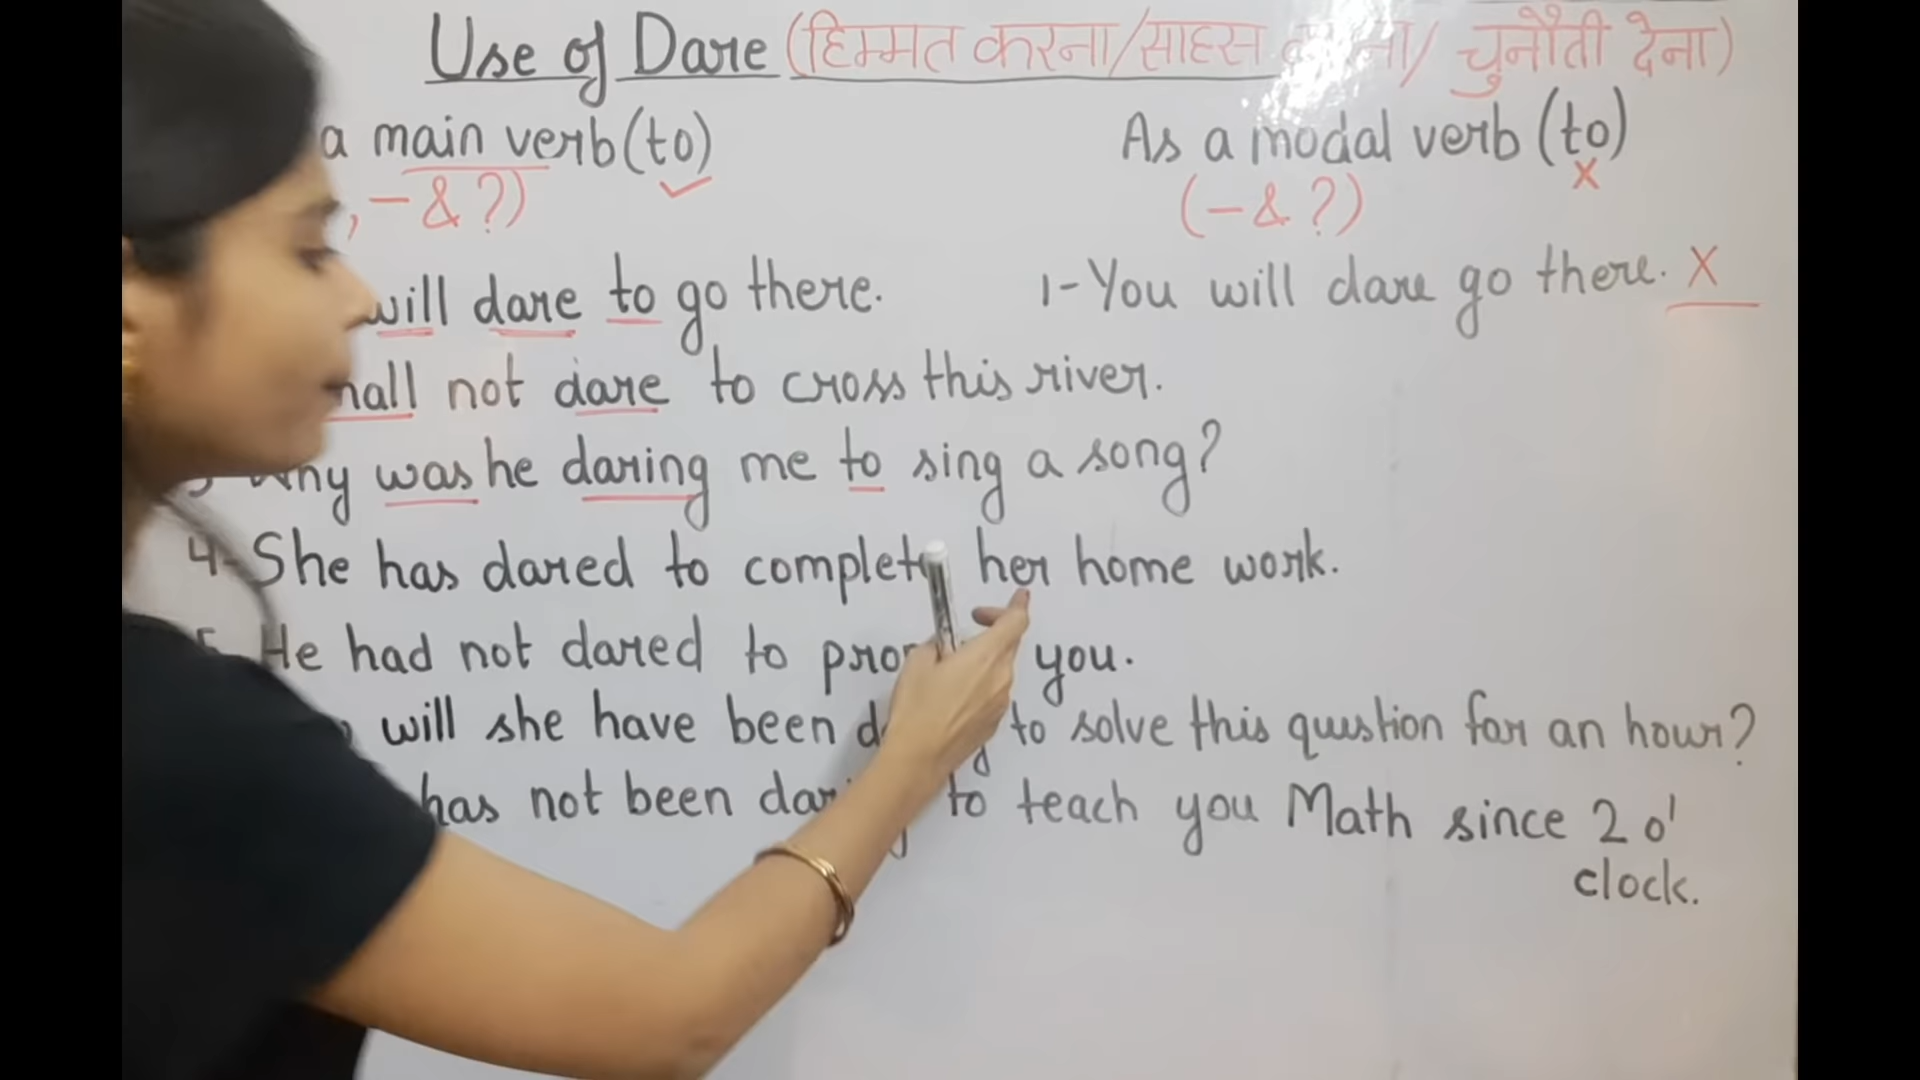 Use of Dare (हिम्मत करना/साहस ना/ चुनौती देना)
a main verb (to) ✓
, - & ?)
As a modal verb (to) x
(- & ?)
will dare to go there.
1- You will dare go there. X
not dare to cross this river.
was he daring me to sing a song?
4- She has dared to complete her home work.
He had not dared to you.
will she have been to solve this question for an hour?
has not been to teach you Math since 2 o'
clock.